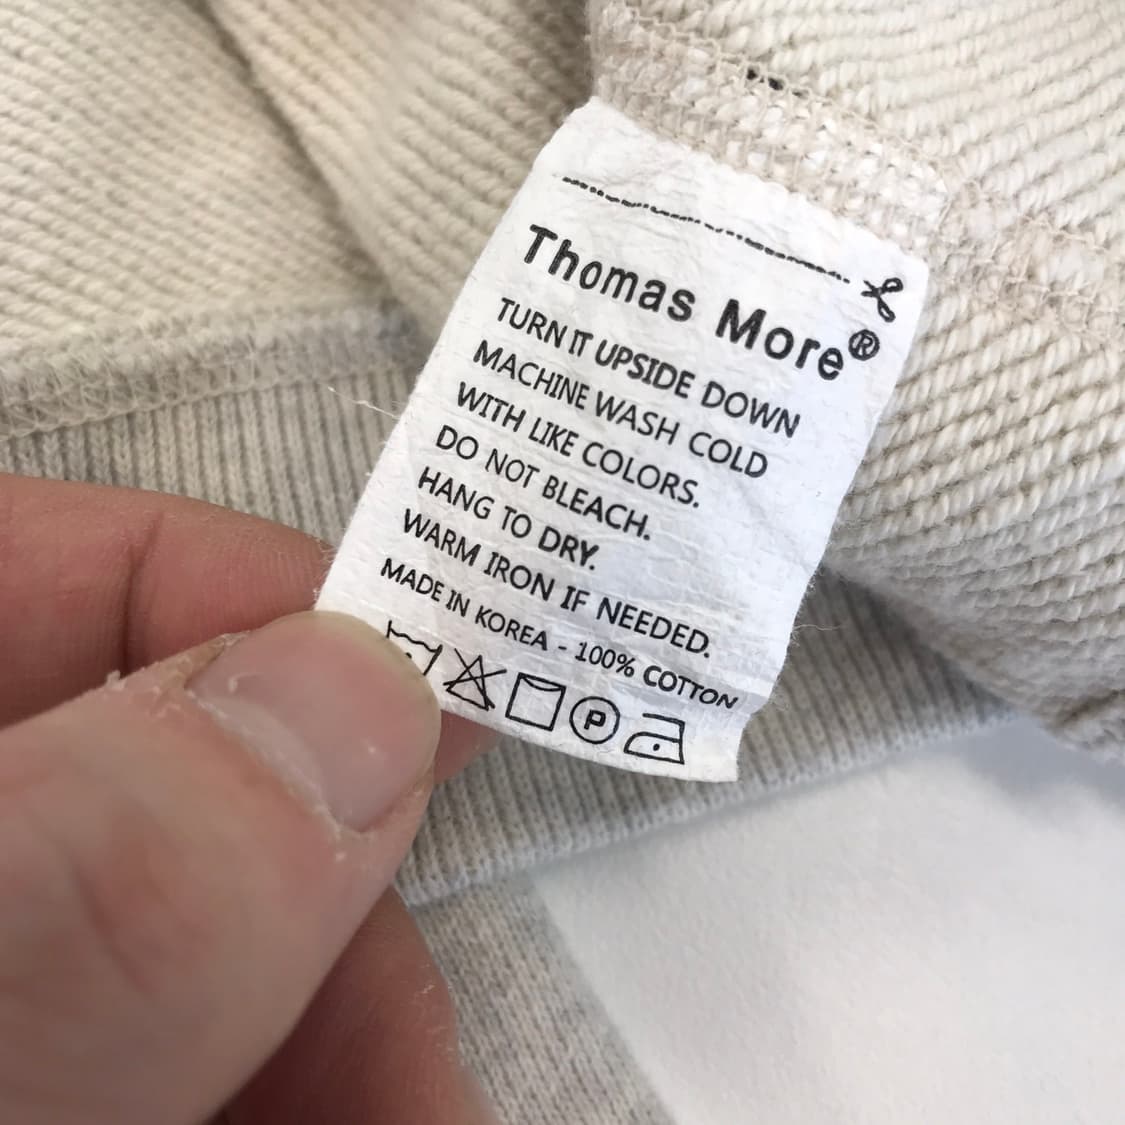 Thomas More®
TURN IT UPSIDE DOWN
MACHINE WASH COLD
WITH LIKE COLORS.
DO NOT BLEACH.
HANG TO DRY.
WARM IRON IF NEEDED.
MADE IN KOREA - 100% COTTON
P